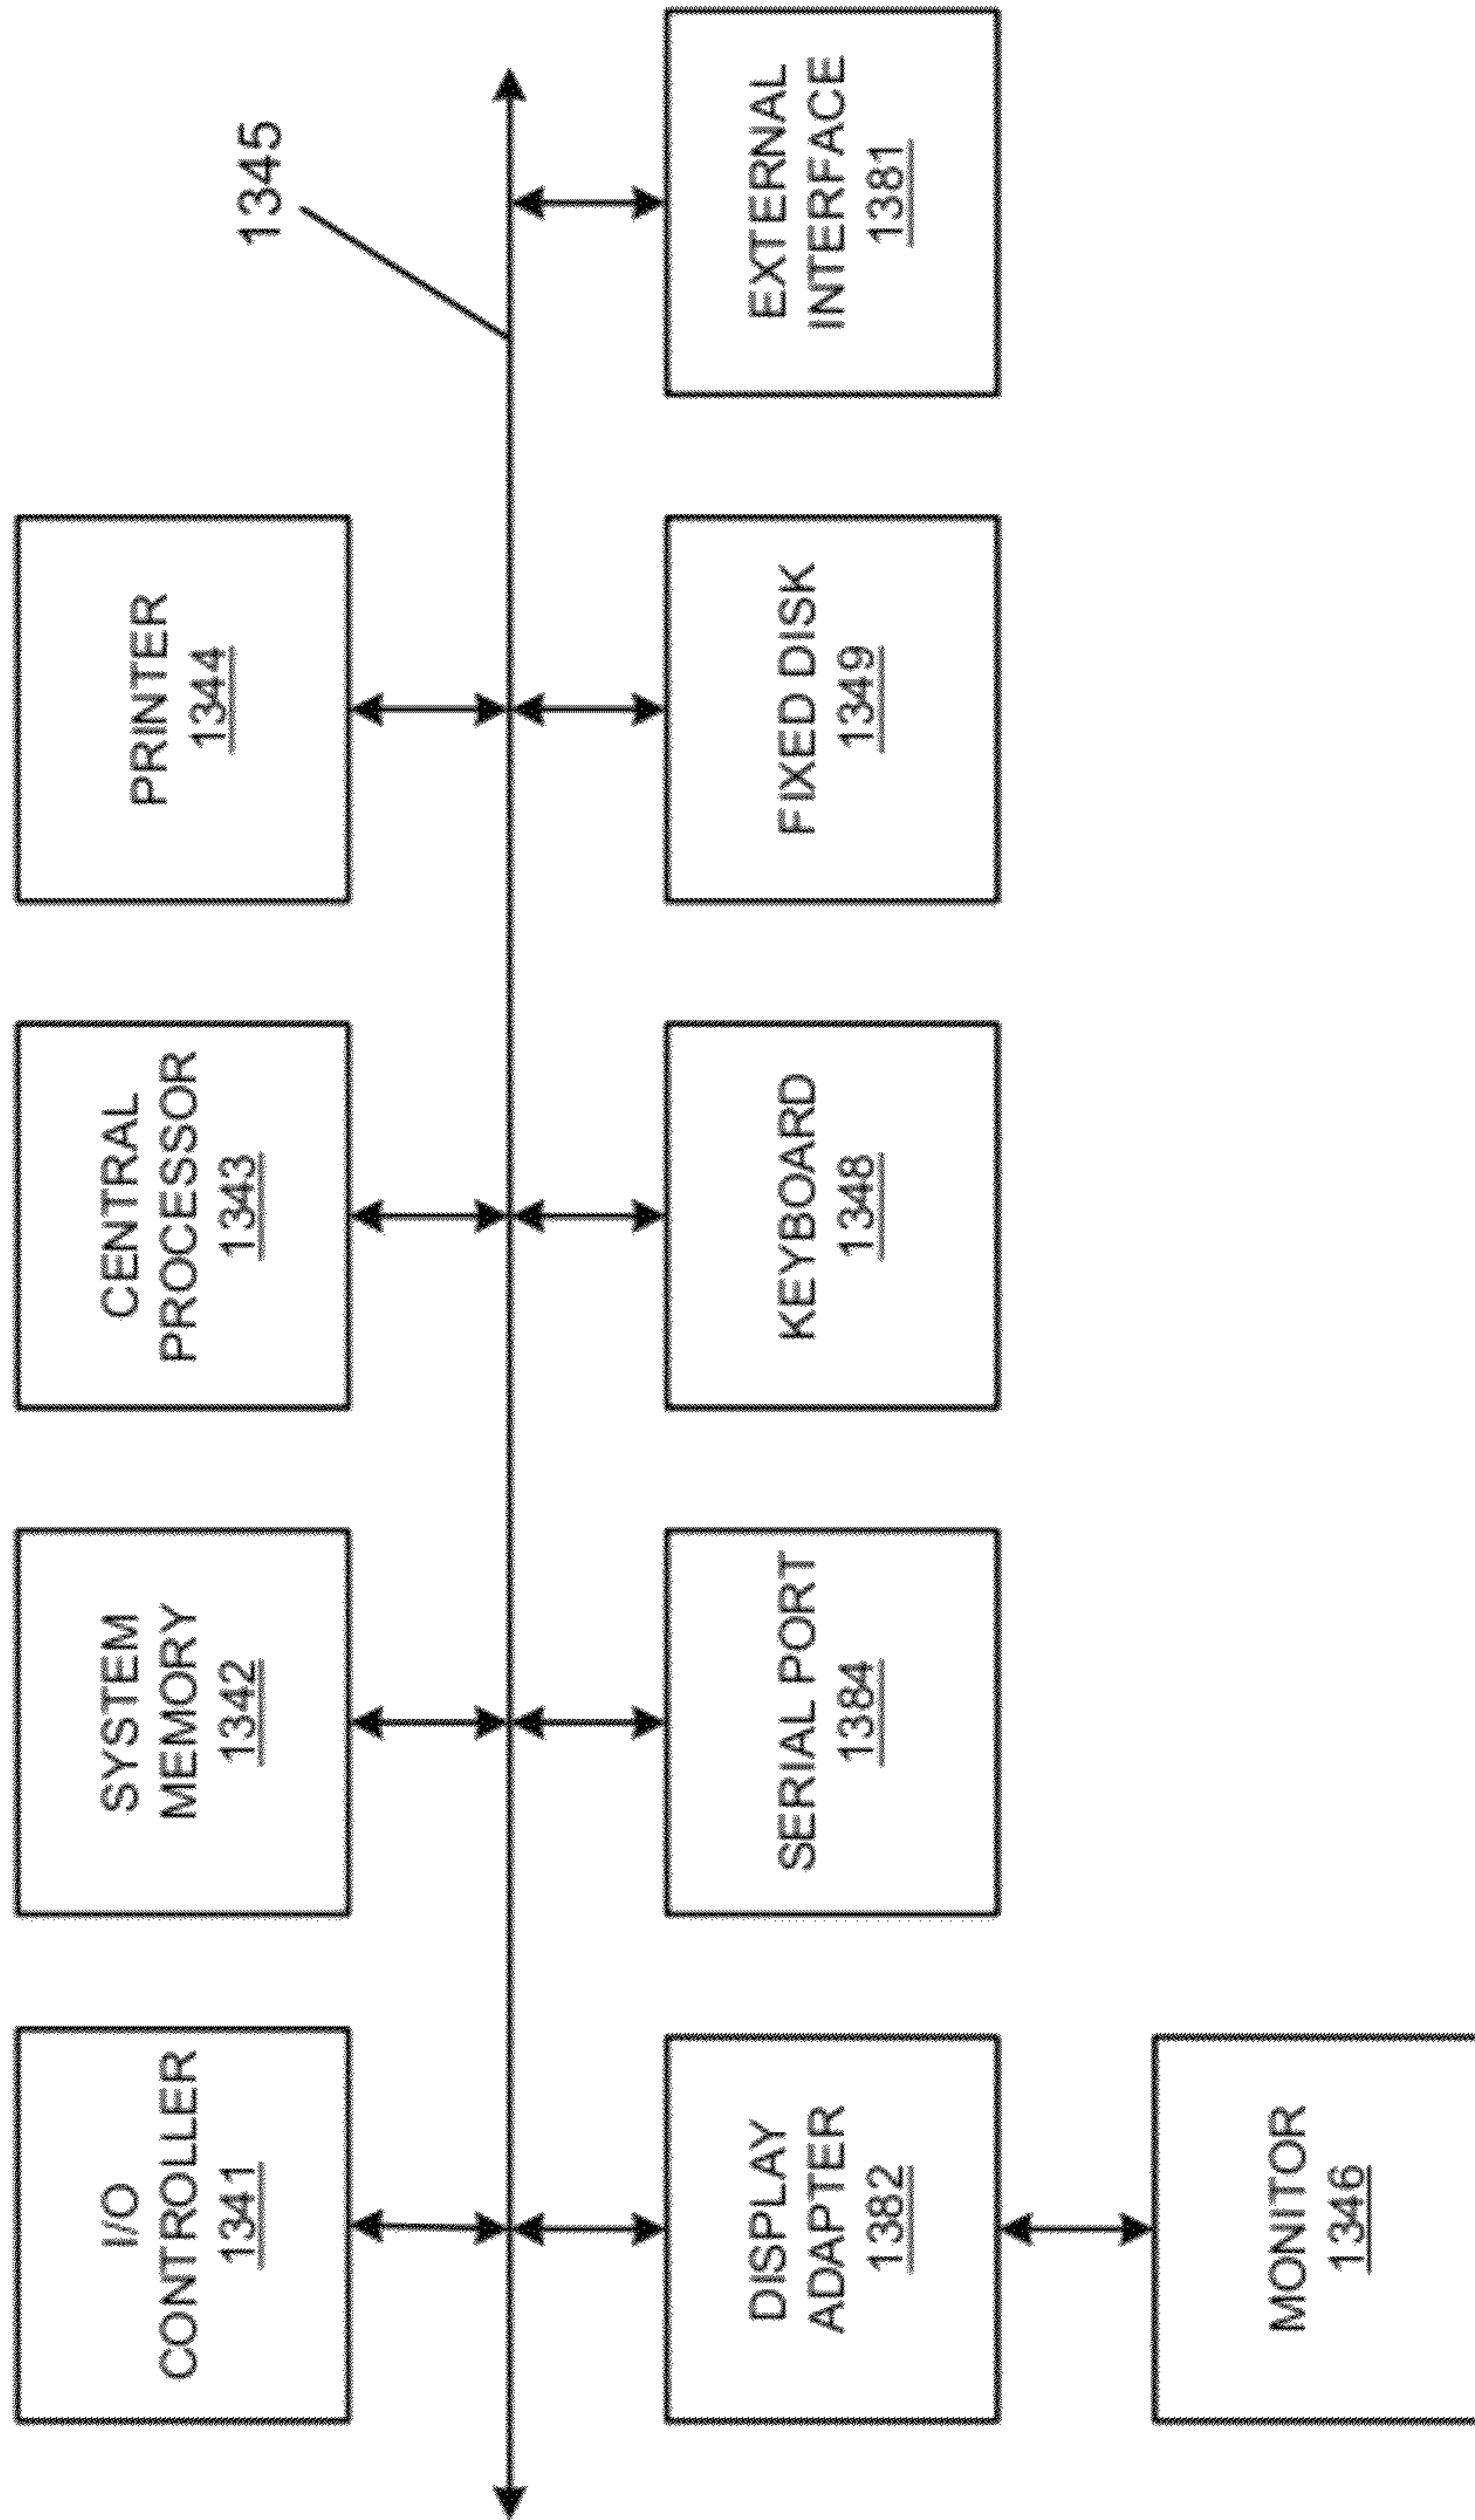 I/O
CONTROLLER
1341
SYSTEM
MEMORY
1342
CENTRAL
PROCESSOR
1343
PRINTER
1344
1345
DISPLAY
ADAPTER
1382
SERIAL PORT
1384
KEYBOARD
1348
FIXED DISK
1349
EXTERNAL
INTERFACE
1381
MONITOR
1346